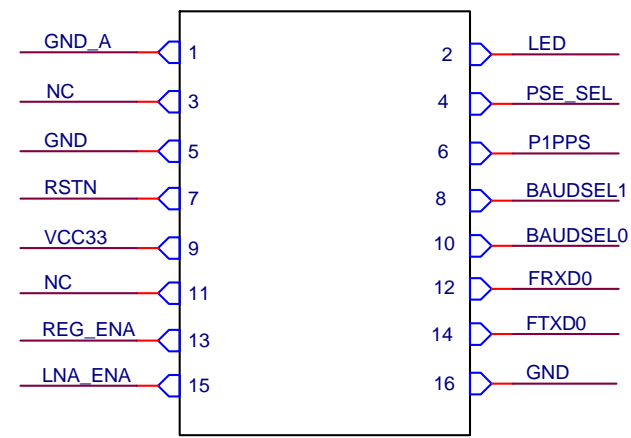 GND_A 1 2 LED
NC 3 4 PSE_SEL
GND 5 6 P1PPS
RSTN 7 8 BAUDSEL1
VCC33 9 10 BAUDSEL0
NC 11 12 FRXD0
REG_ENA 13 14 FTXD0
LNA_ENA 15 16 GND